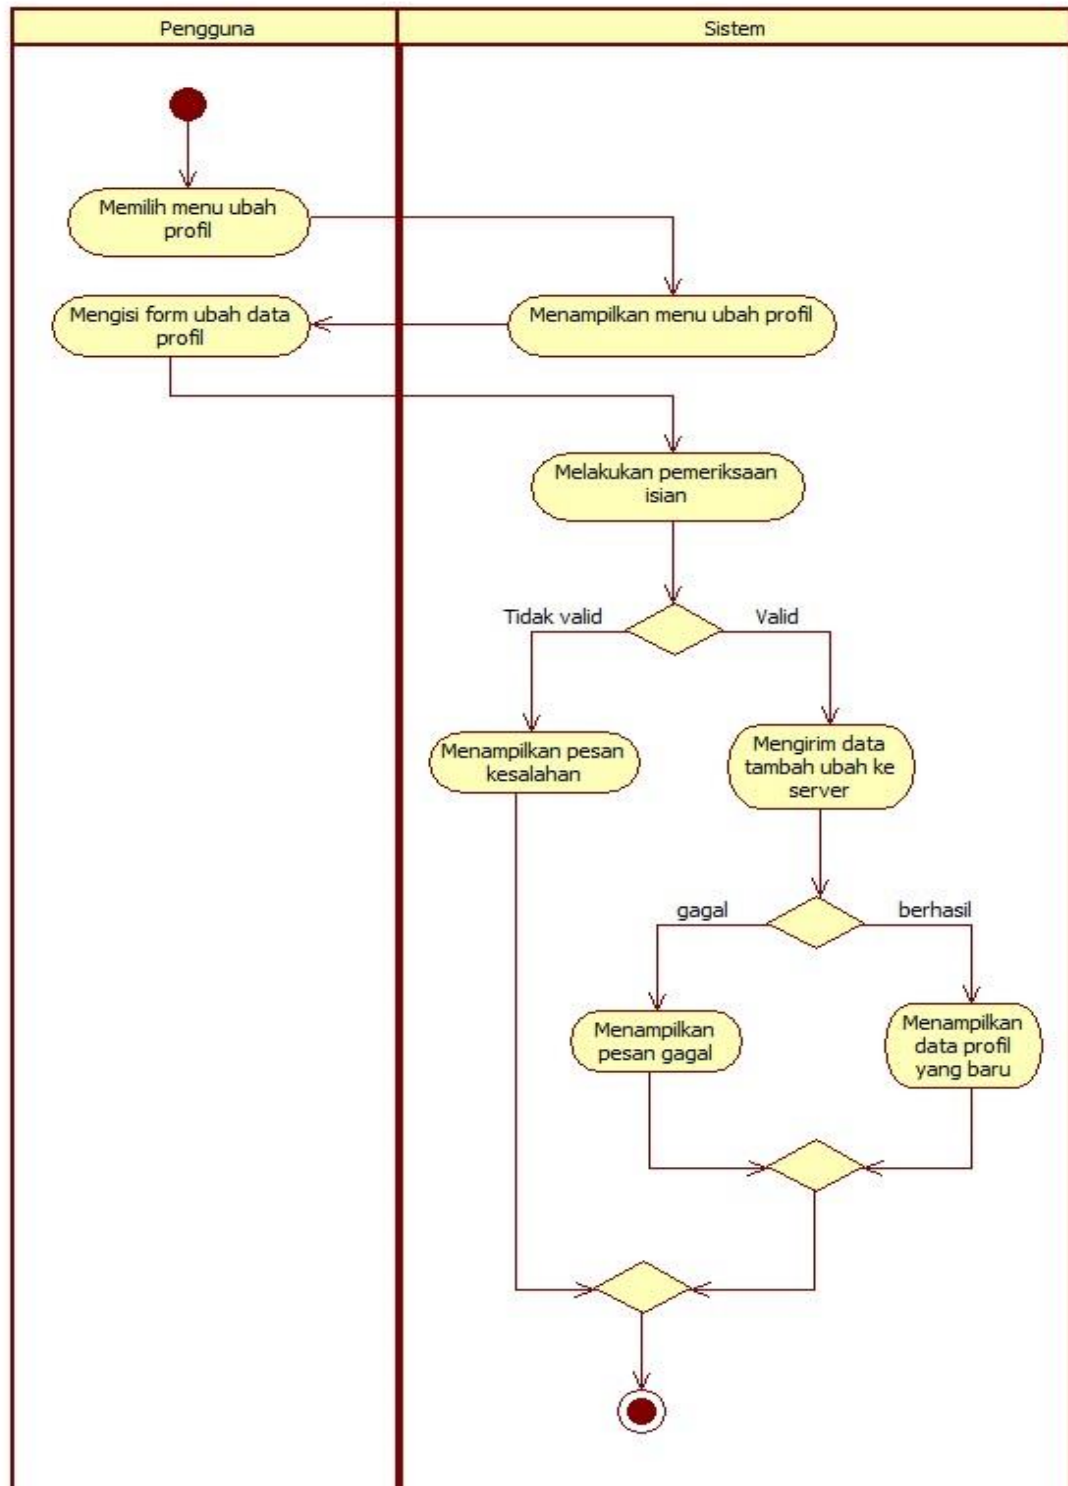 Pengguna
Sistem
Memilih menu ubah
profil
Mengisi form ubah data
profil
Menampilkan menu ubah profil
Melakukan pemeriksaan
isian
Tidak valid
Valid
Menampilkan pesan
kesalahan
Mengirim data
tambah ubah ke
server
gagal
berhasil
Menampilkan
pesan gagal
Menampilkan
data profil
yang baru